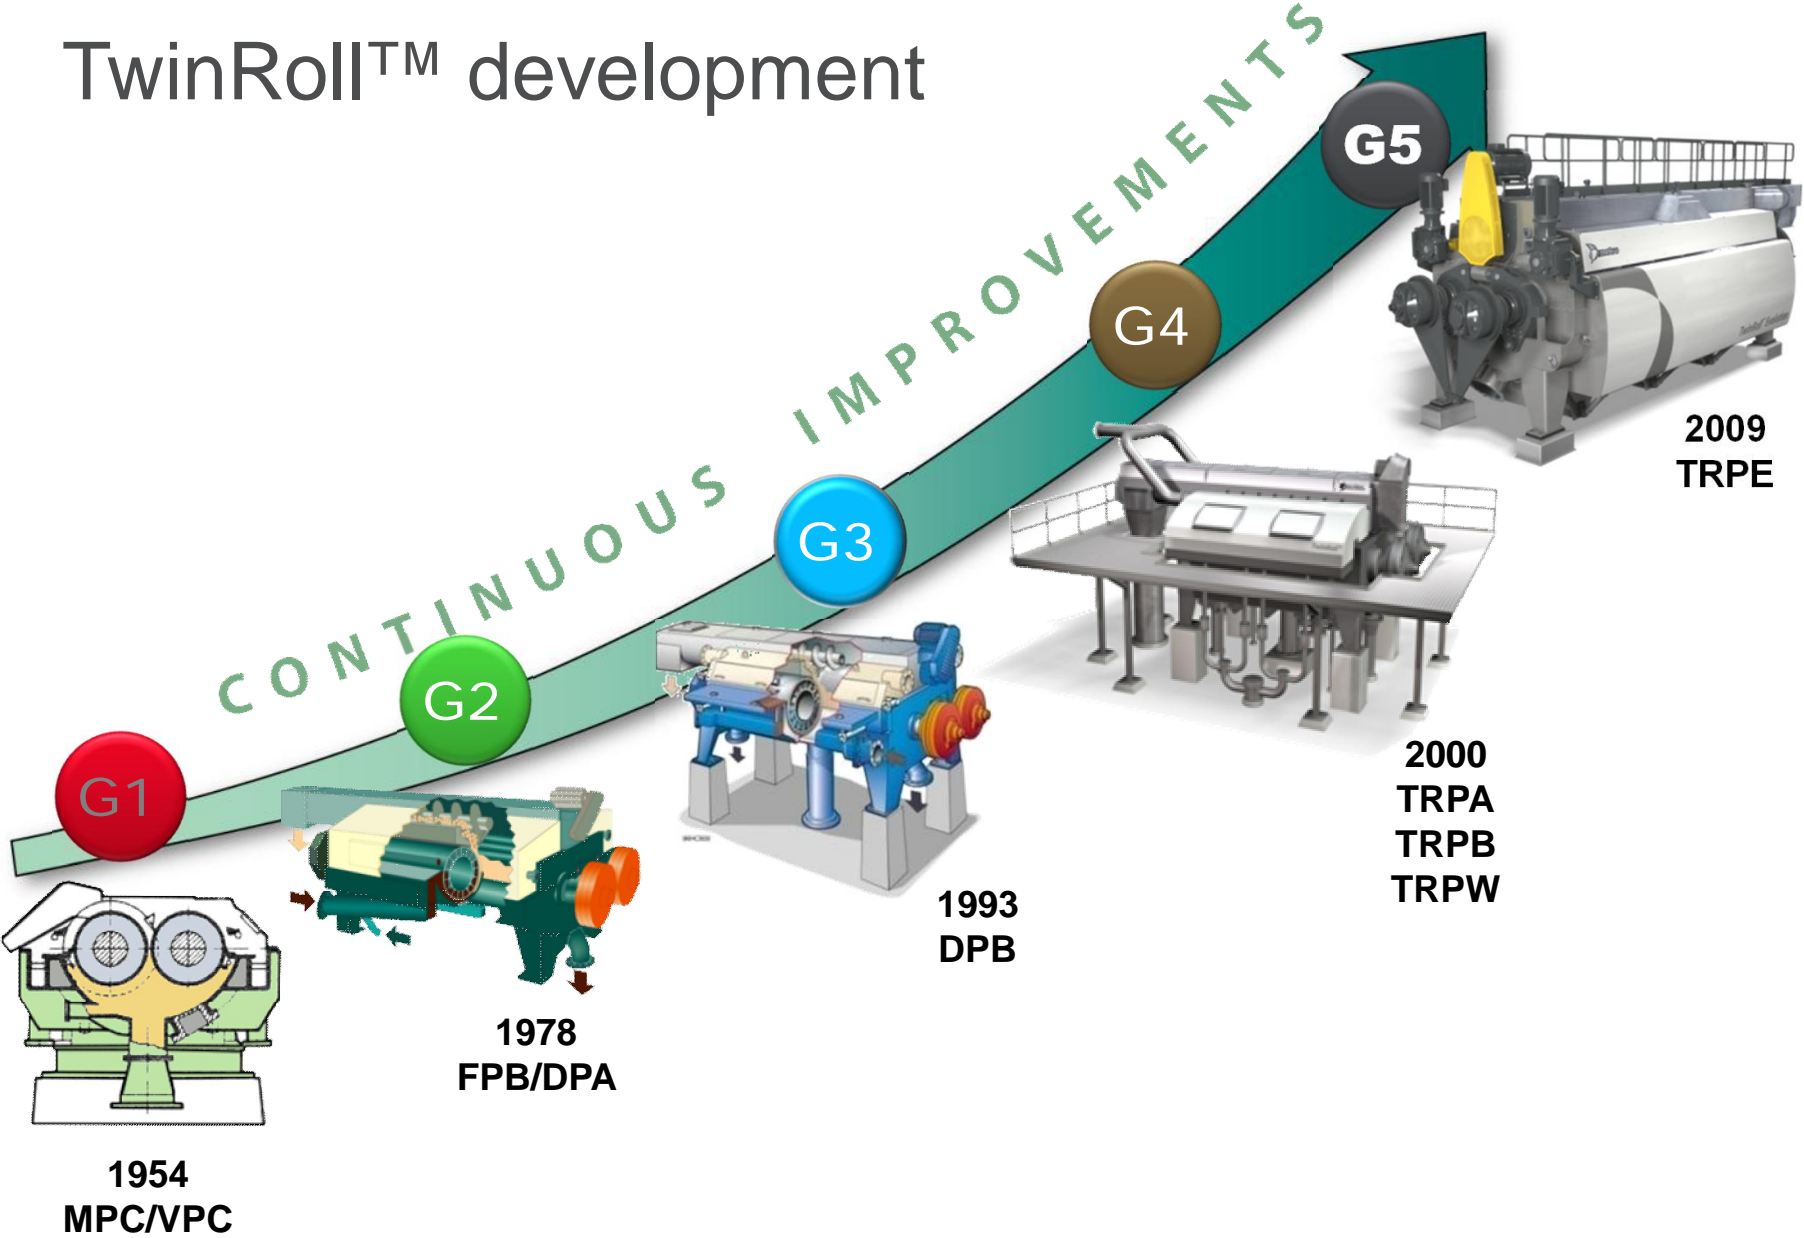 TwinRoll™ development
CONTINUOUS IMPROVEMENTS
G1
G2
G3
G4
G5
1954
MPC/VPC
1978
FPB/DPA
1993
DPB
2000
TRPA
TRPB
TRPW
2009
TRPE